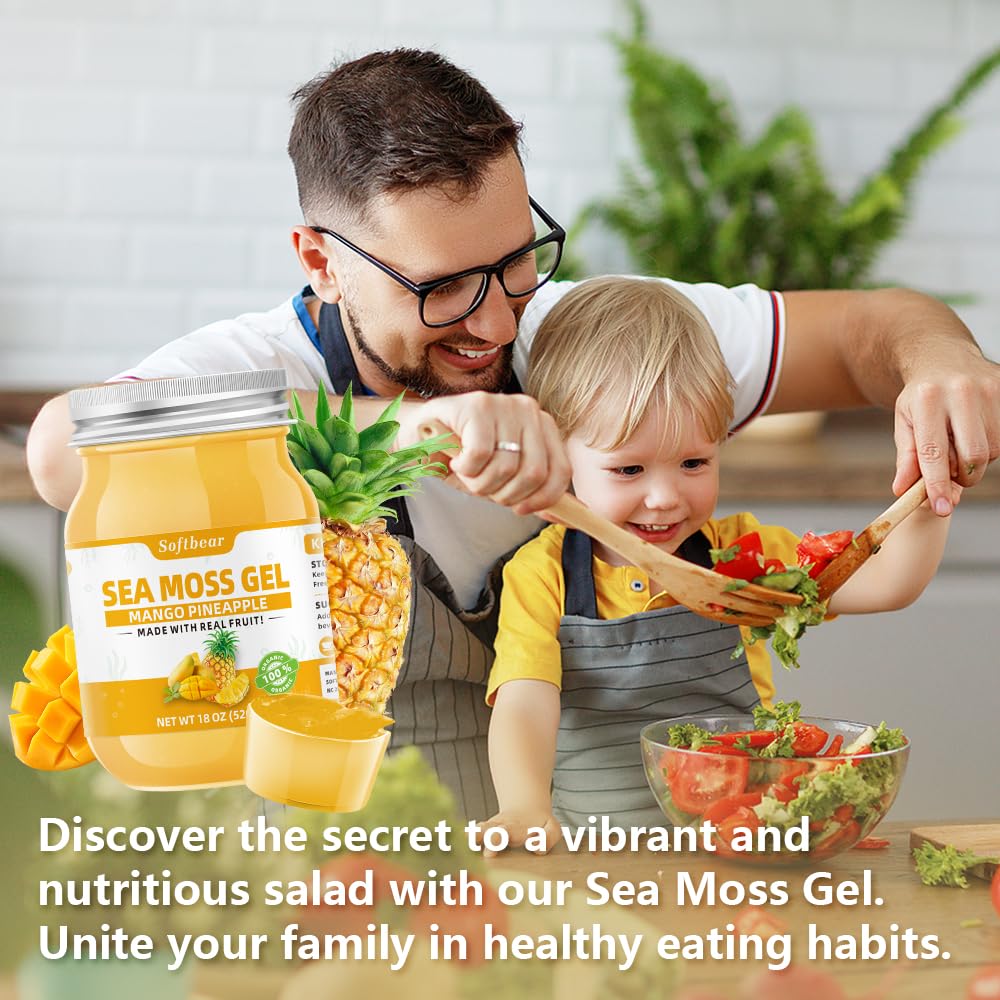 Softbear
SEA MOSS GEL
MANGO PINEAPPLE
MADE WITH REAL FRUIT!
ORGANIC
100 %
ORGANIC
NET WT 18 OZ
Discover the secret to a vibrant and
nutritious salad with our Sea Moss Gel.
Unite your family in healthy eating habits.